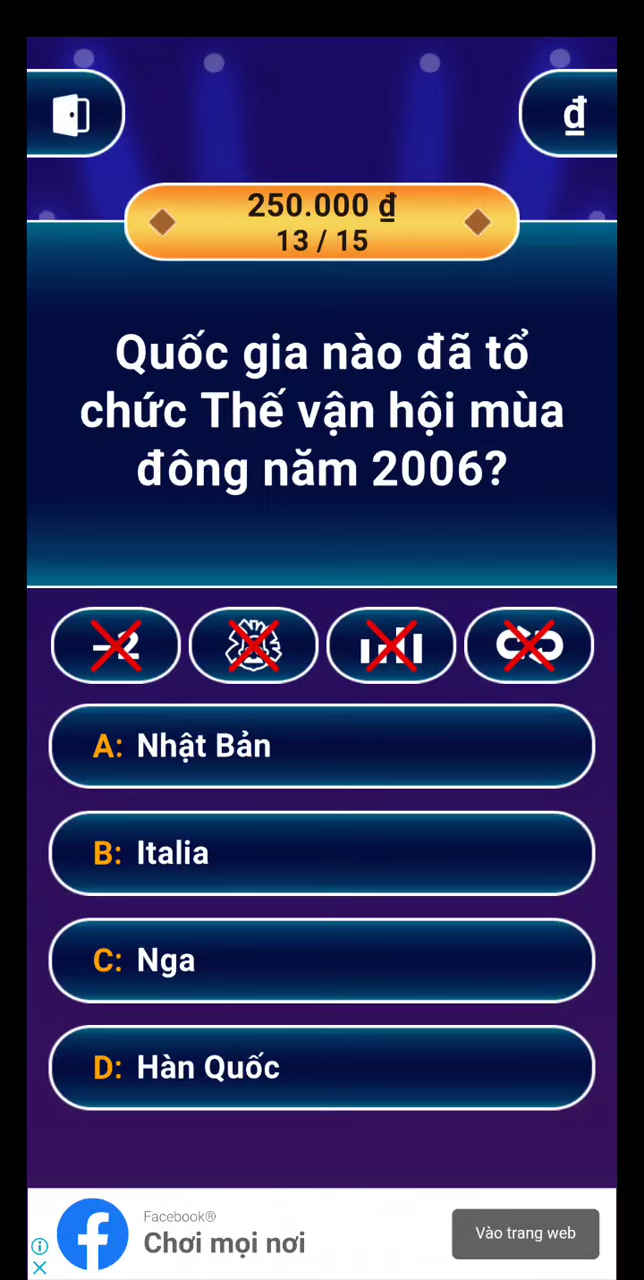 ₫
250.000 ₫
13 / 15
Quốc gia nào đã tổ
chức Thế vận hội mùa
đông năm 2006?
-2
A: Nhật Bản
B: Italia
C: Nga
D: Hàn Quốc
Facebook®
Chơi mọi nơi
Vào trang web